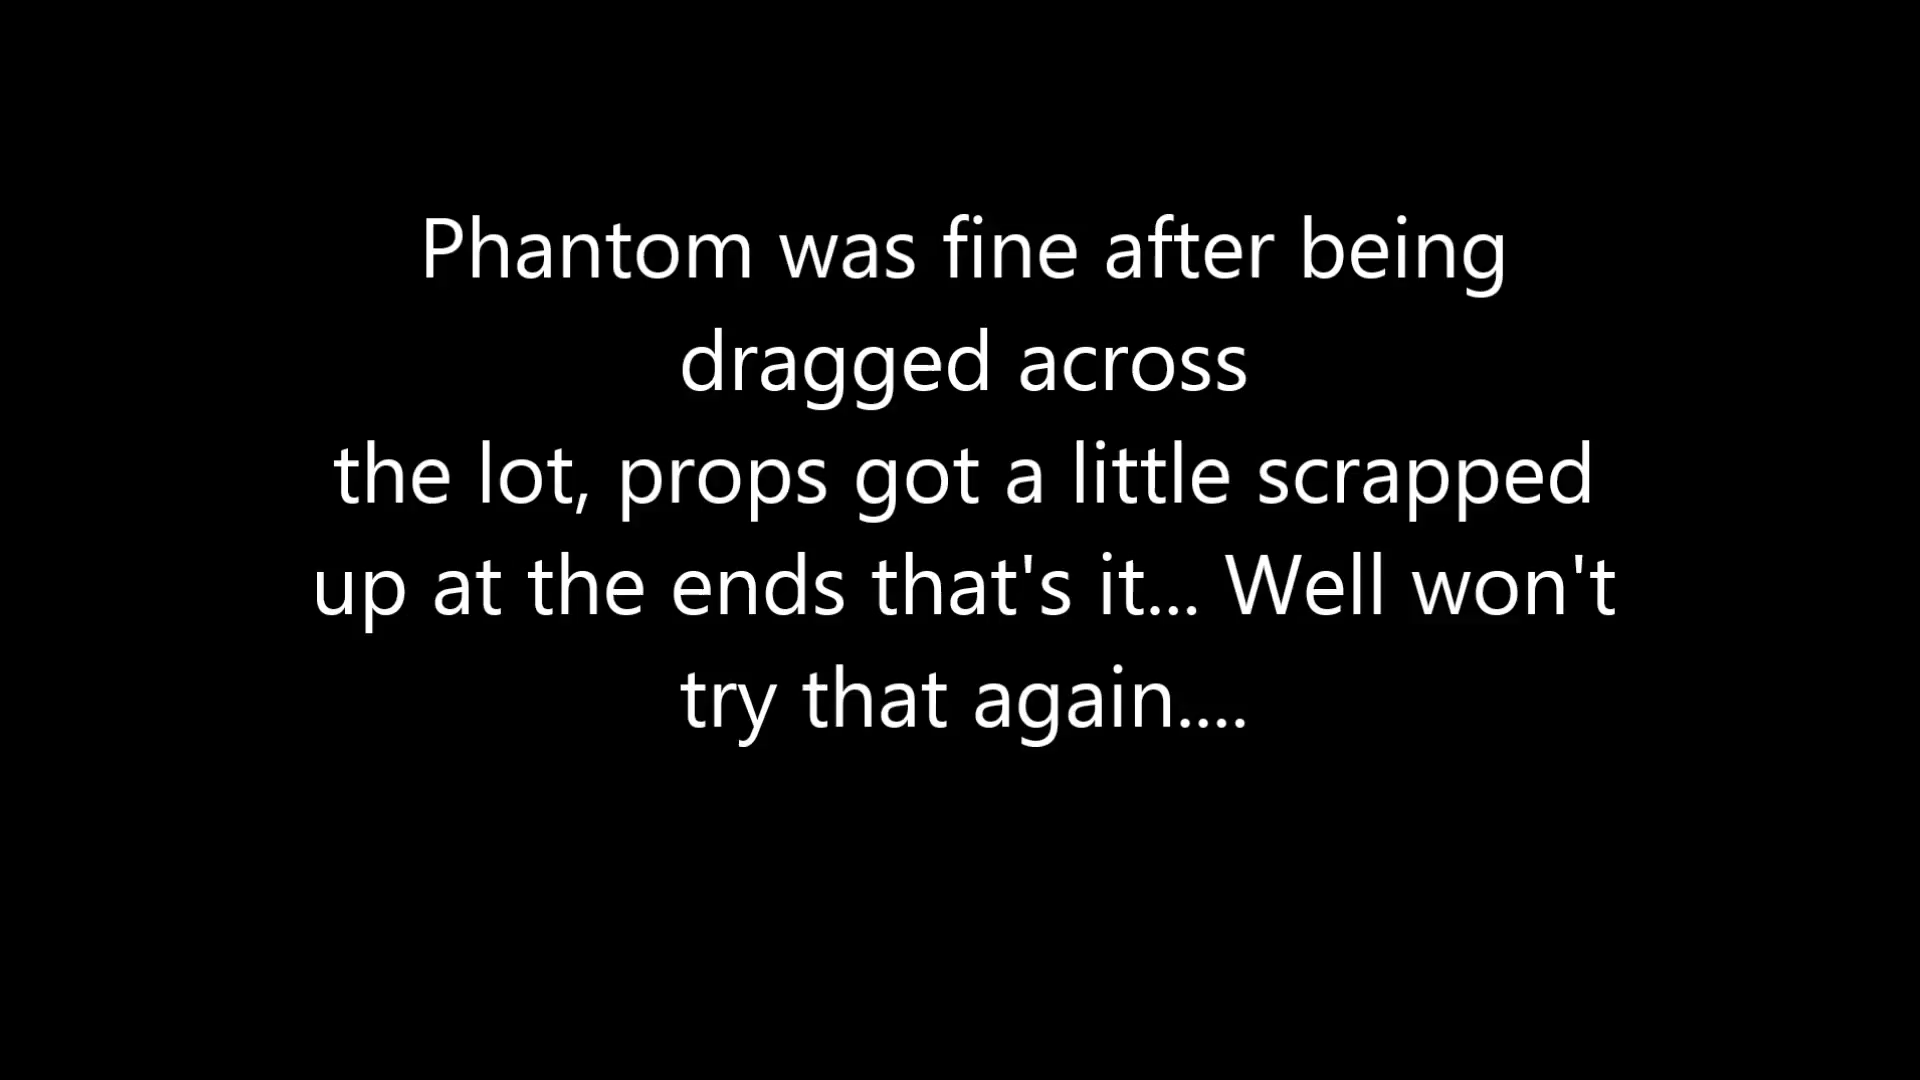 Phantom was fine after being
dragged across
the lot, props got a little scrapped
up at the ends that's it... Well won't
try that again....